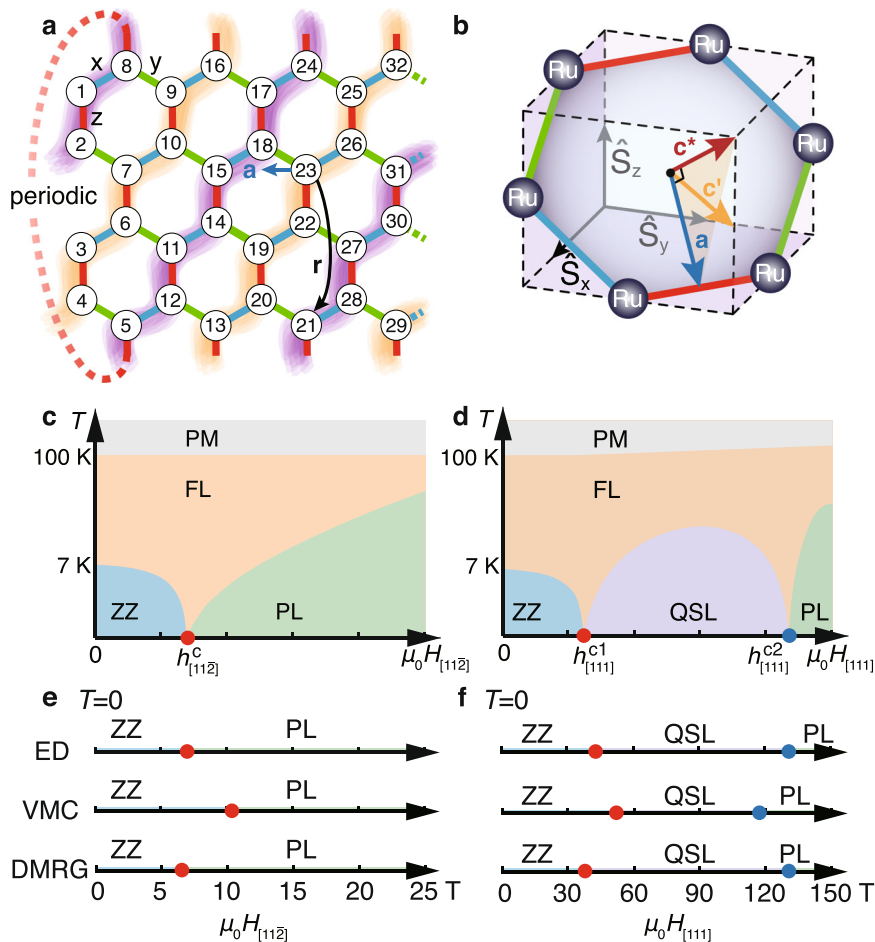 a
x
y
z
1 8 9 16 17 24 25 32
2 7 10 15 18 23 26 31
3 6 11 14 19 22 27 30
4 5 12 13 20 21 28 29
periodic
a
r
b
Ru Ru Ru Ru Ru Ru
c*
c'
a
Ŝz
Ŝy
Ŝx
c
T
PM
100 K
FL
7 K
ZZ
PL
0
h^c_[112̄]
μ₀H_[112̄]
d
T
PM
100 K
FL
7 K
ZZ
QSL
PL
0
h^c1_[111]
h^c2_[111]
μ₀H_[111]
e
T=0
ZZ PL
ED
ZZ PL
VMC
ZZ PL
DMRG
0 5 10 15 20 25 T
μ₀H_[112̄]
f
T=0
ZZ QSL PL
ZZ QSL PL
ZZ QSL PL
0 30 60 90 120 150 T
μ₀H_[111]